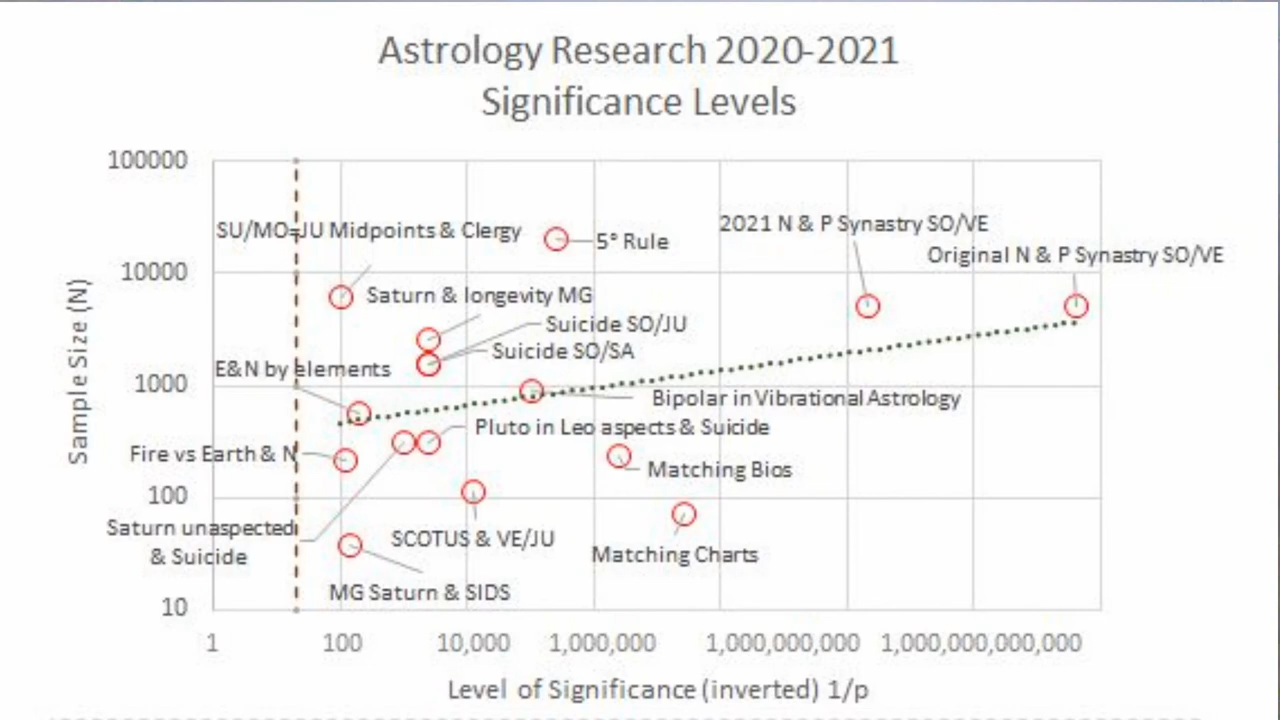 Astrology Research 2020-2021
Significance Levels
100000
10000
1000
100
10
Sample Size (N)
SU/MO=JU Midpoints & Clergy
5° Rule
2021 N & P Synastry SO/VE
Original N & P Synastry SO/VE
Saturn & longevity MG
Suicide SO/JU
Suicide SO/SA
E&N by elements
Bipolar in Vibrational Astrology
Pluto in Leo aspects & Suicide
Fire vs Earth & N
Matching Bios
Saturn unaspected
& Suicide
SCOTUS & VE/JU
Matching Charts
MG Saturn & SIDS
1
100
10,000
1,000,000
1,000,000,000
1,000,000,000,000
Level of Significance (inverted) 1/p